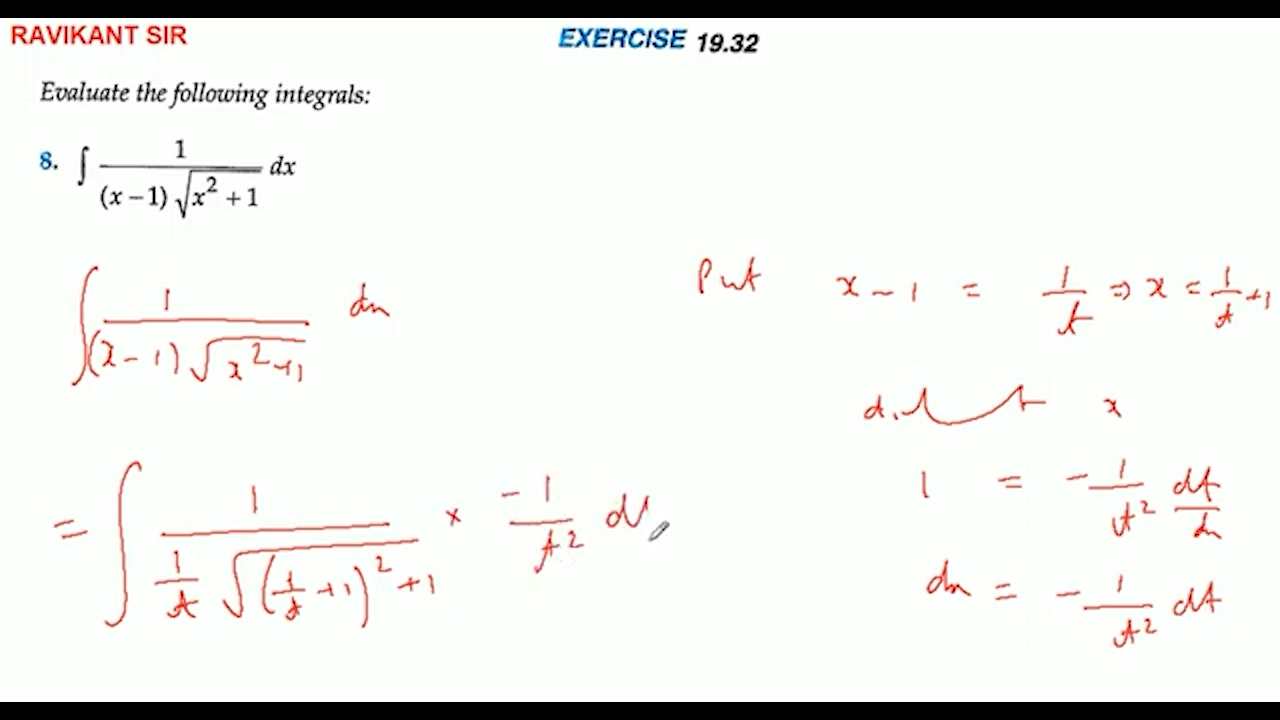 RAVIKANT SIR
EXERCISE 19.32
Evaluate the following integrals:
8. ∫ 1/((x – 1) √(x² + 1)) dx
∫ 1/((x – 1) √(x² + 1)) dx
Put x – 1 = 1/t ⇒ x = 1/t + 1
x
1 = – 1/t² dt/dx
dx = – 1/t² dt
= ∫ 1/(1/t √((1/t + 1)² + 1)) × –1/t² dt